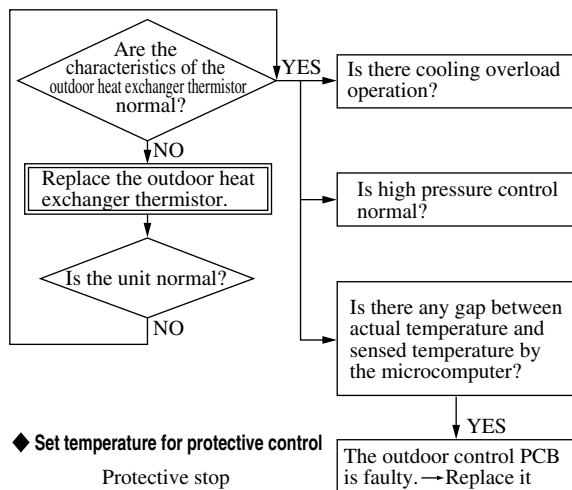 Are the
characteristics of the
outdoor heat exchanger thermistor
normal?
YES
Is there cooling overload
operation?
NO
Replace the outdoor heat
exchanger thermistor.
Is high pressure control
normal?
Is the unit normal?
NO
Is there any gap between
actual temperature and
sensed temperature by
the microcomputer?
YES
The outdoor control PCB
is faulty.→Replace it
◆ Set temperature for protective control
Protective stop